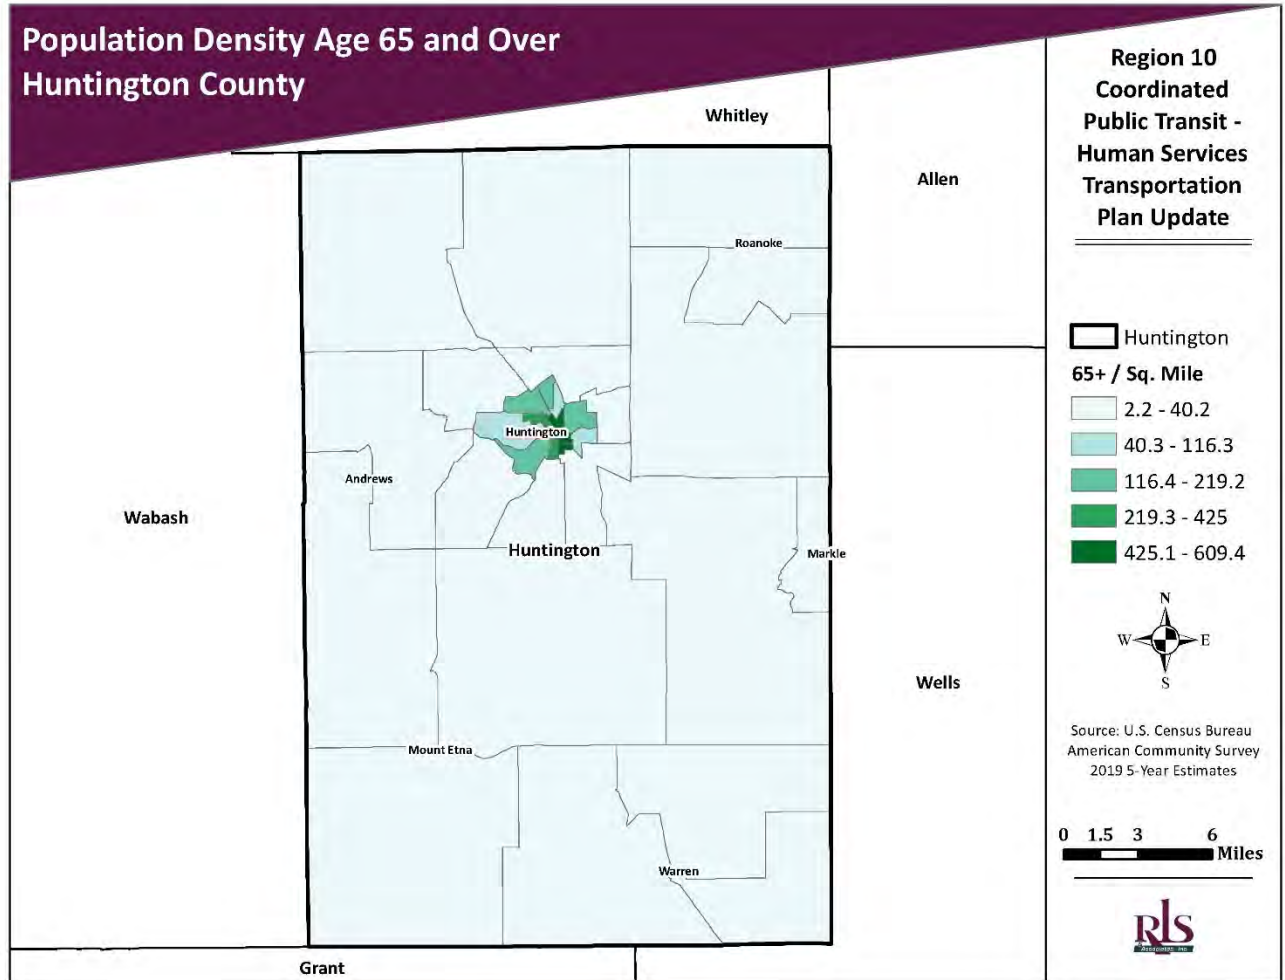 Population Density Age 65 and Over
Huntington County
Whitley
Allen
Roanoke
Huntington
Andrews
Wabash
Huntington
Markle
Wells
Mount Etna
Warren
Grant
Region 10
Coordinated
Public Transit -
Human Services
Transportation
Plan Update
Huntington
65+ / Sq. Mile
2.2 - 40.2
40.3 - 116.3
116.4 - 219.2
219.3 - 425
425.1 - 609.4
N
W E
S
Source: U.S. Census Bureau
American Community Survey
2019 5-Year Estimates
0 1.5 3 6
Miles
RLS
& Associates, Inc.